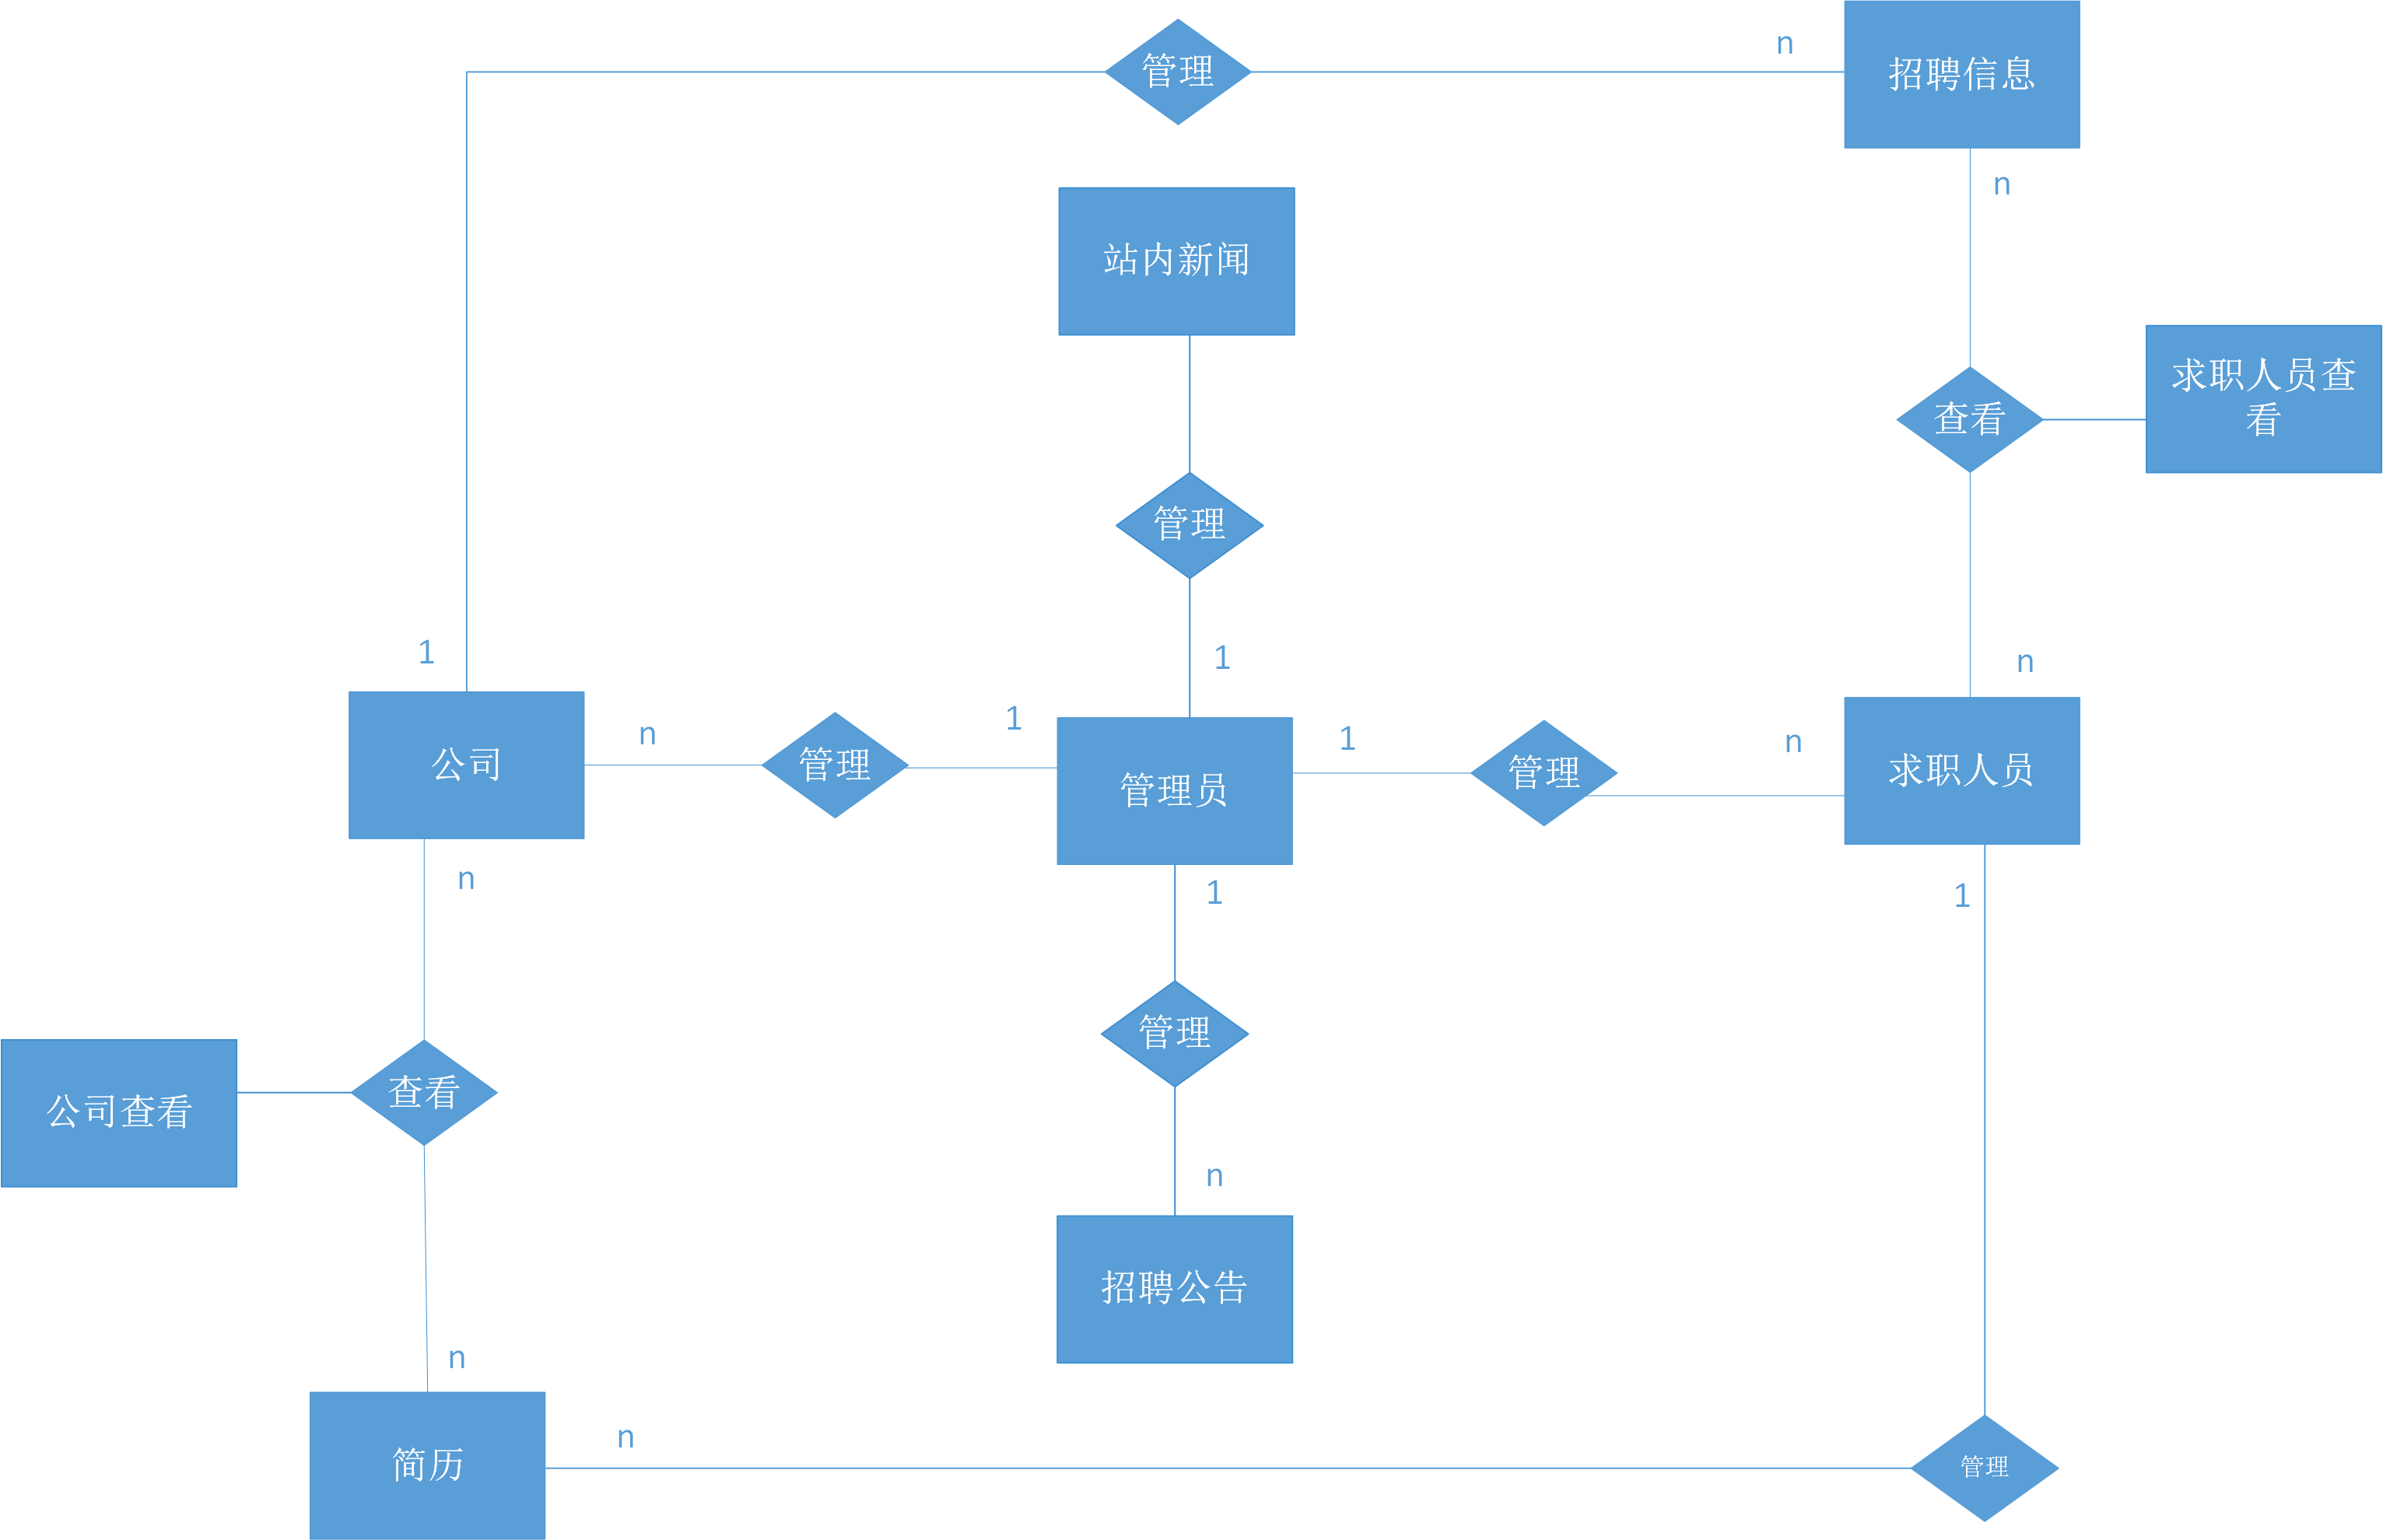 管理
n
招聘信息
n
站内新闻
求职人员查
看
查看
管理
1
1
n
公司
n
管理
1
管理员
1
管理
n
求职人员
n
1
1
管理
公司查看
查看
n
招聘公告
n
简历
n
管理